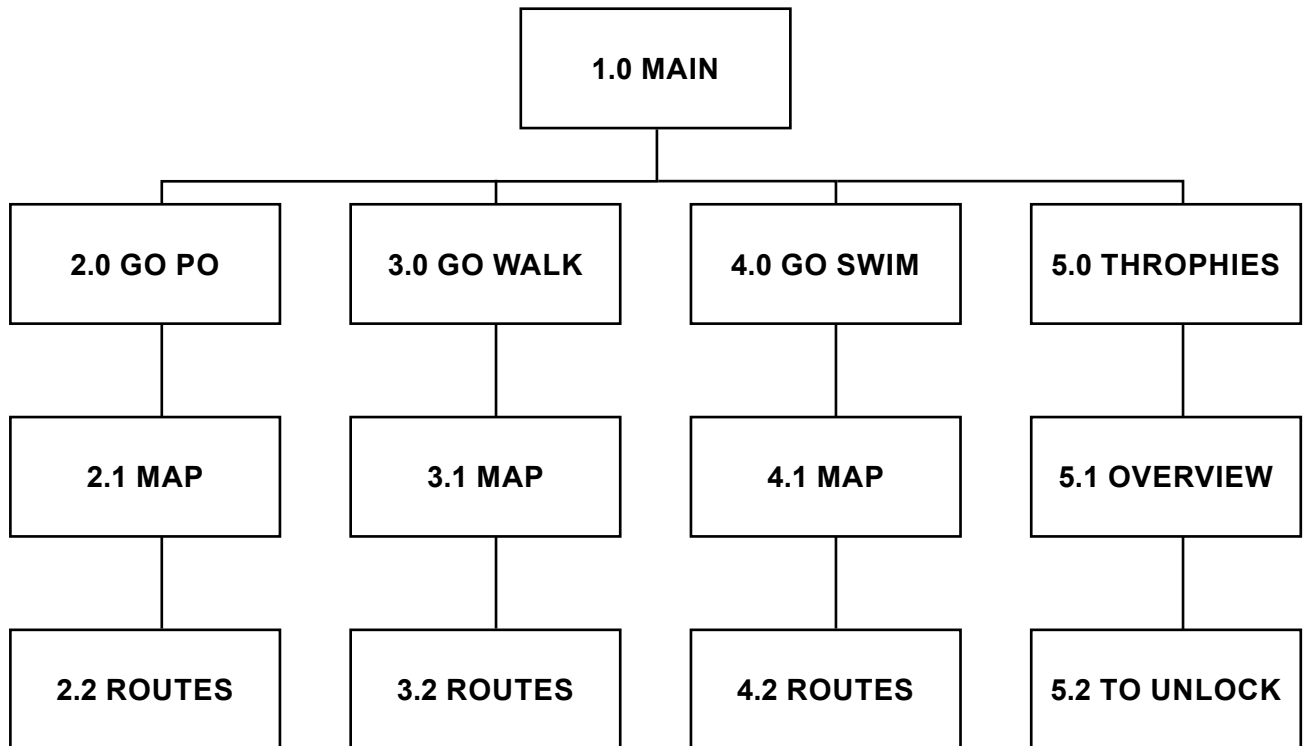 1.0 MAIN
2.0 GO PO
3.0 GO WALK
4.0 GO SWIM
5.0 THROPHIES
2.1 MAP
3.1 MAP
4.1 MAP
5.1 OVERVIEW
2.2 ROUTES
3.2 ROUTES
4.2 ROUTES
5.2 TO UNLOCK